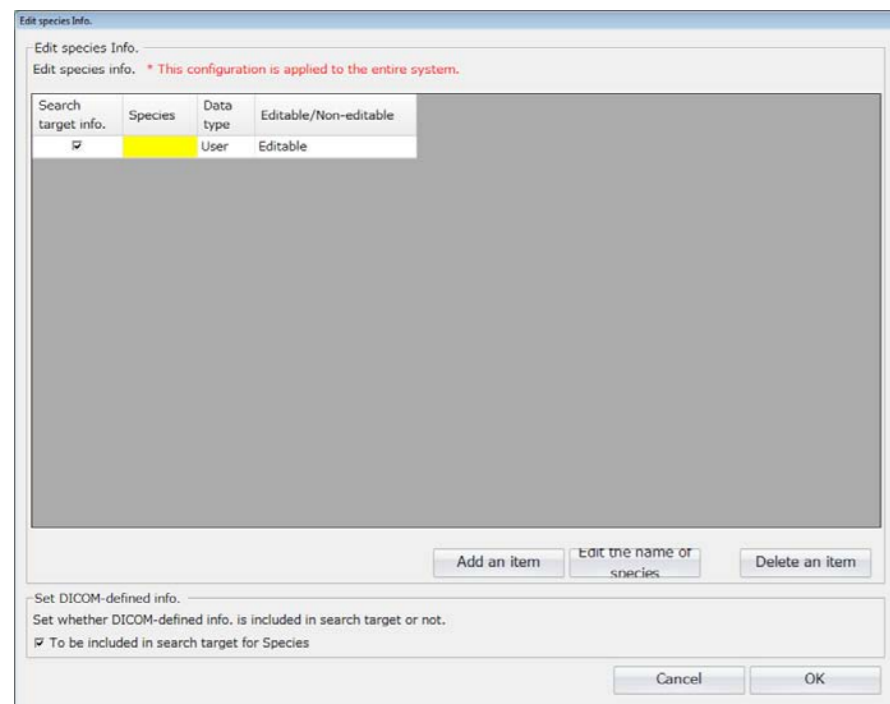 Edit species Info.
Edit species Info.
Edit species info. * This configuration is applied to the entire system.
Search target info. Species Data type Editable/Non-editable
User Editable
Add an item
Edit the name of
species
Delete an item
Set DICOM-defined info.
Set whether DICOM-defined info. is included in search target or not.
To be included in search target for Species
Cancel OK